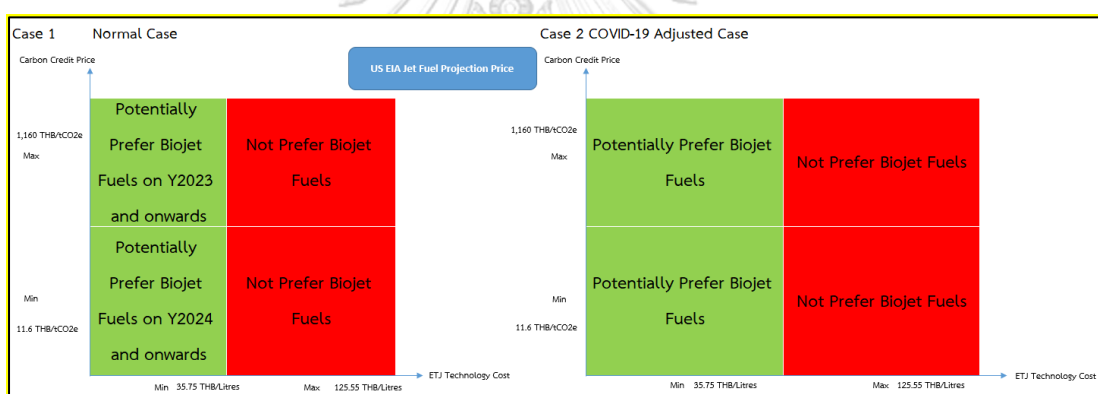 Case 1 Normal Case
Case 2 COVID-19 Adjusted Case
US EIA Jet Fuel Projection Price
Carbon Credit Price
1,160 THB/tCO2e
Max
Potentially
Prefer Biojet
Fuels on Y2023
and onwards
Not Prefer Biojet
Fuels
Potentially
Prefer Biojet
Fuels on Y2024
and onwards
Not Prefer Biojet
Fuels
Min
11.6 THB/tCO2e
Min 35.75 THB/Litres
Max 125.55 THB/Litres
ETJ Technology Cost
Carbon Credit Price
1,160 THB/tCO2e
Max
Potentially Prefer Biojet
Fuels
Not Prefer Biojet Fuels
Potentially Prefer Biojet
Fuels
Not Prefer Biojet Fuels
Min
11.6 THB/tCO2e
Min 35.75 THB/Litres
Max 125.55 THB/Litres
ETJ Technology Cost